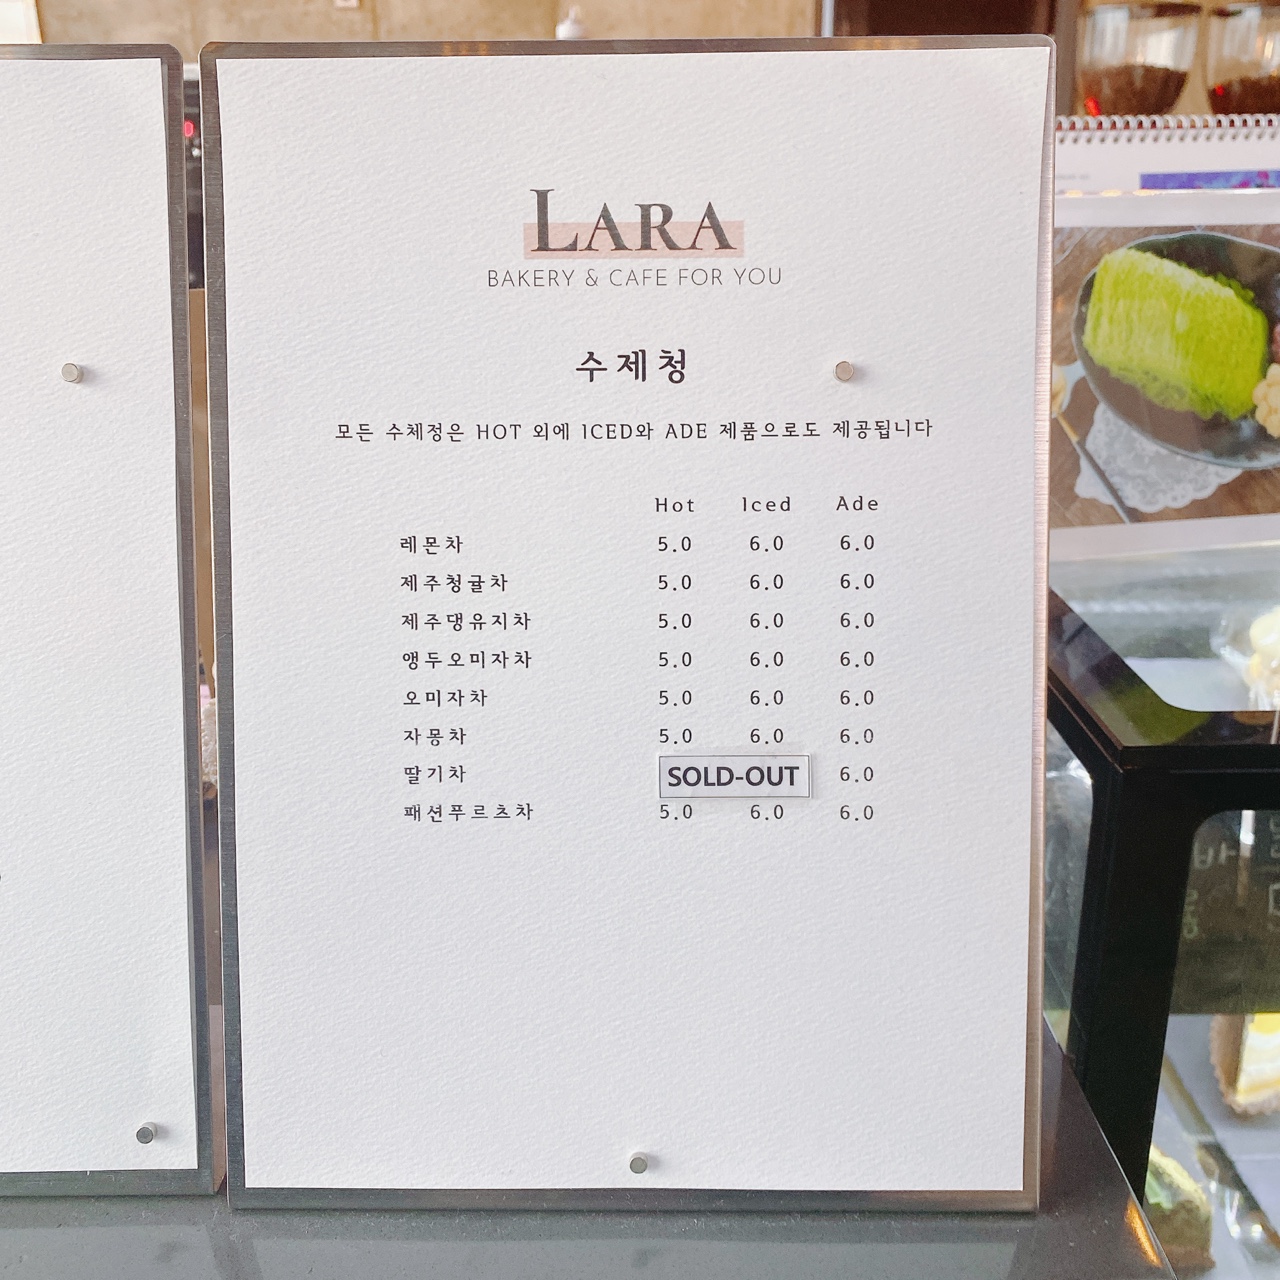 LARA
BAKERY & CAFE FOR YOU
수제청
모든 수체정은 HOT 외에 ICED와 ADE 제품으로도 제공됩니다
Hot Iced Ade
레몬차 5.0 6.0 6.0
제주청귤차 5.0 6.0 6.0
제주댕유지차 5.0 6.0 6.0
앵두오미자차 5.0 6.0 6.0
오미자차 5.0 6.0 6.0
자몽차 5.0 6.0 6.0
딸기차 SOLD-OUT 6.0
패션푸르츠차 5.0 6.0 6.0